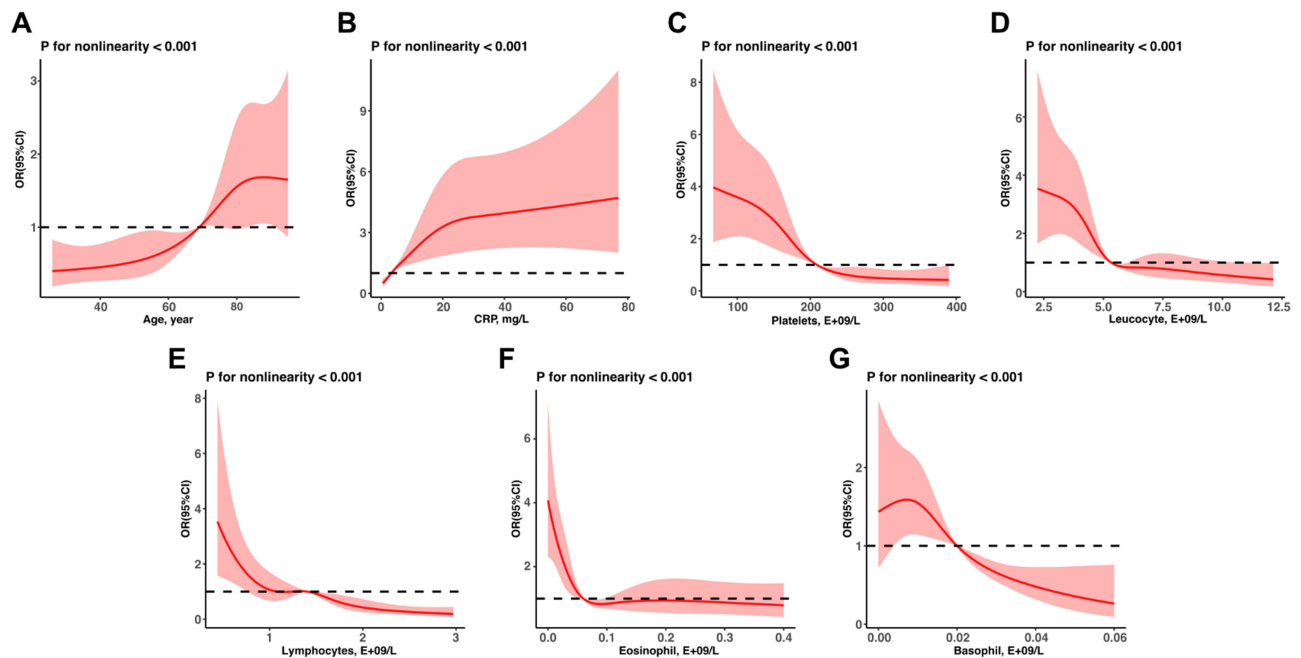 A
P for nonlinearity < 0.001
OR(95%CI)
3
2
1
40
60
80
Age, year
B
P for nonlinearity < 0.001
OR(95%CI)
9
6
3
0
0
20
40
60
80
CRP, mg/L
C
P for nonlinearity < 0.001
OR(95%CI)
8
6
4
2
0
100
200
300
400
Platelets, E+09/L
D
P for nonlinearity < 0.001
OR(95%CI)
6
4
2
0
2.5
5.0
7.5
10.0
12.5
Leucocyte, E+09/L
E
P for nonlinearity < 0.001
OR(95%CI)
8
6
4
2
0
1
2
3
Lymphocytes, E+09/L
F
P for nonlinearity < 0.001
OR(95%CI)
6
4
2
0.0
0.1
0.2
0.3
0.4
Eosinophil, E+09/L
G
P for nonlinearity < 0.001
OR(95%CI)
2
1
0
0.00
0.02
0.04
0.06
Basophil, E+09/L